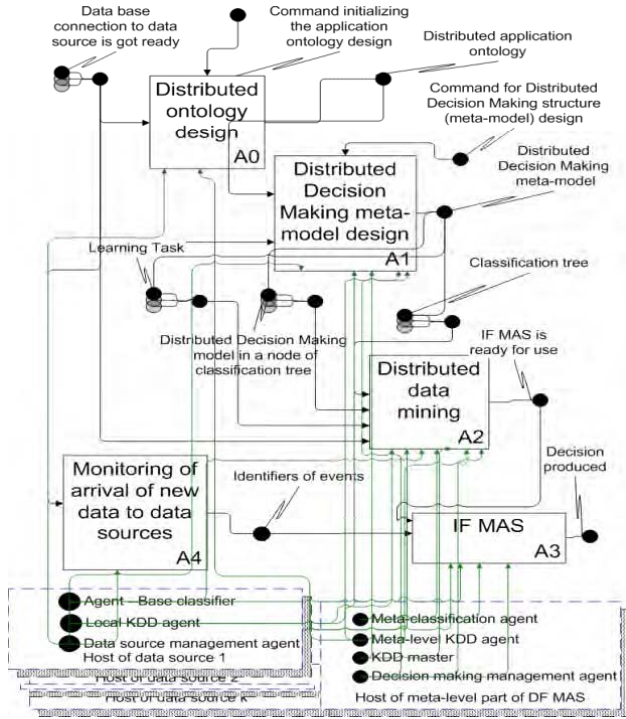 Data base
connection to data
source is got ready
Command initializing
the application
ontology design
Distributed application
ontology
Distributed
ontology
design
A0
Command for Distributed
Decision Making structure
(meta-model) design
Distributed
Decision
Making meta-
model design
A1
Distributed
Decision Making
meta-model
Learning Task
Classification tree
Distributed Decision Making
model in a node of
classification tree
IF MAS is
ready for use
Distributed
data
mining
A2
Monitoring of
arrival of new
data to data
sources
A4
Identifiers of events
Decision
produced
IF MAS
A3
Agent –Base classifier
Local KDD agent
Data source management agent
Host of data source 1
Host of data source 2
Host of data source k
Meta-classification agent
Meta-level KDD agent
KDD master
Decision making management agent
Host of meta-level part of DF MAS